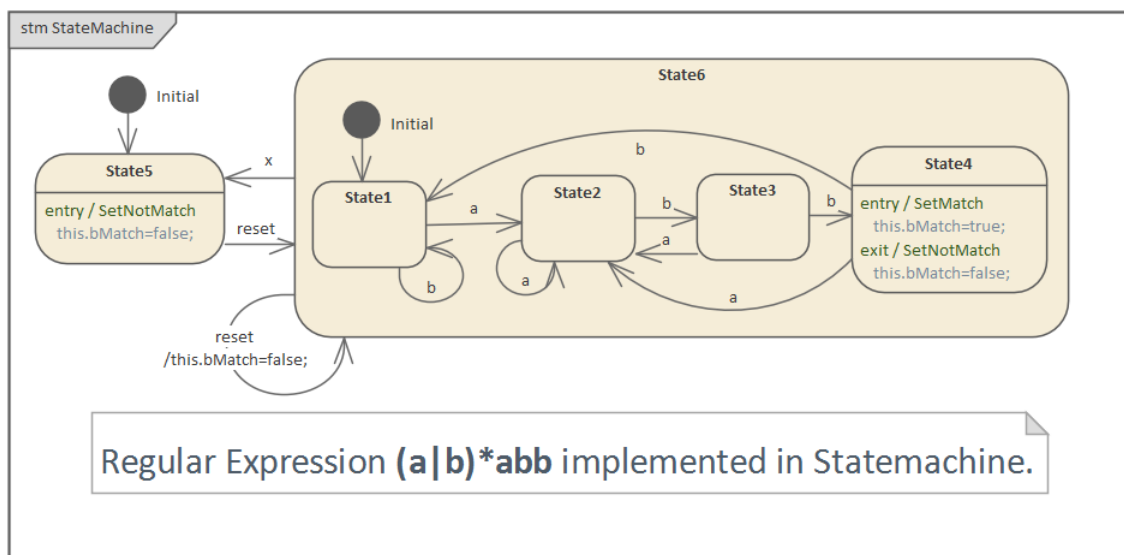 stm StateMachine
State6
Initial
Initial
State5
entry / SetNotMatch
this.bMatch=false;
x
reset
State1
State2
State3
State4
entry / SetMatch
this.bMatch=true;
exit / SetNotMatch
this.bMatch=false;
b
a
b
b
a
b
a
a
reset
/this.bMatch=false;
Regular Expression (a|b)*abb implemented in Statemachine.